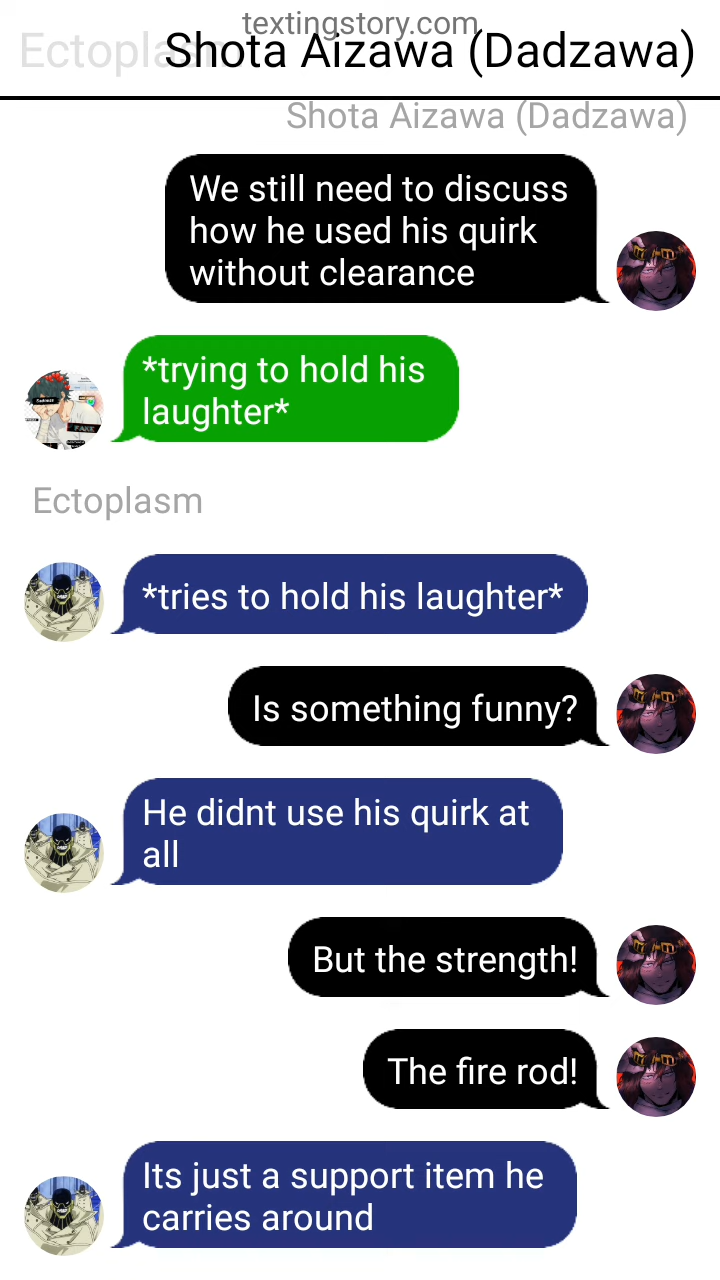 textingstory.com
Ectoplasm
Shota Aizawa (Dadzawa)
Shota Aizawa (Dadzawa)
We still need to discuss
how he used his quirk
without clearance
*trying to hold his
laughter*
Ectoplasm
*tries to hold his laughter*
Is something funny?
He didnt use his quirk at
all
But the strength!
The fire rod!
Its just a support item he
carries around